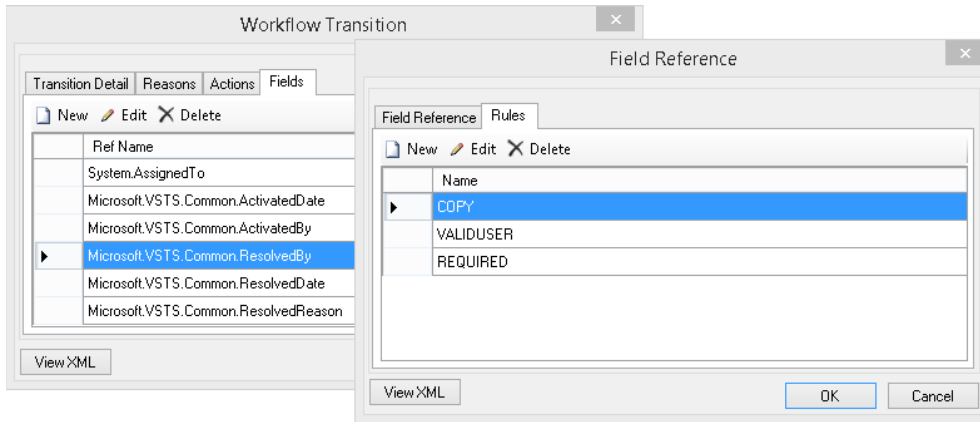 Workflow Transition
Transition Detail Reasons Actions Fields
New Edit Delete
Ref Name
System.AssignedTo
Microsoft.VSTS.Common.ActivatedDate
Microsoft.VSTS.Common.ActivatedBy
Microsoft.VSTS.Common.ResolvedBy
Microsoft.VSTS.Common.ResolvedDate
Microsoft.VSTS.Common.ResolvedReason
View XML
Field Reference
Field Reference Rules
New Edit Delete
Name
COPY
VALIDUSER
REQUIRED
View XML
OK Cancel